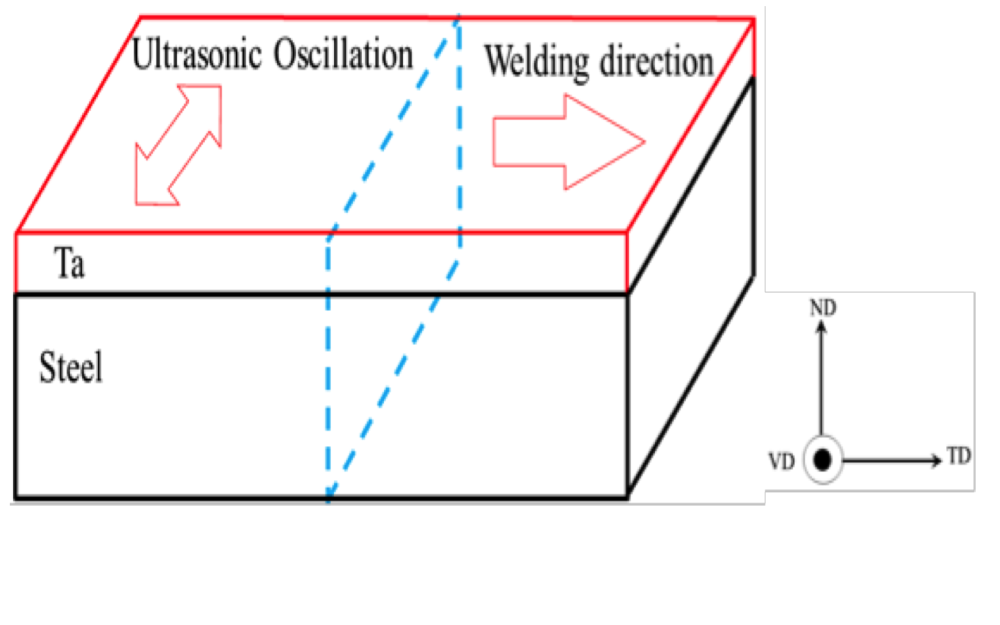 Ultrasonic Oscillation
Welding direction
Ta
Steel
ND
VD
TD